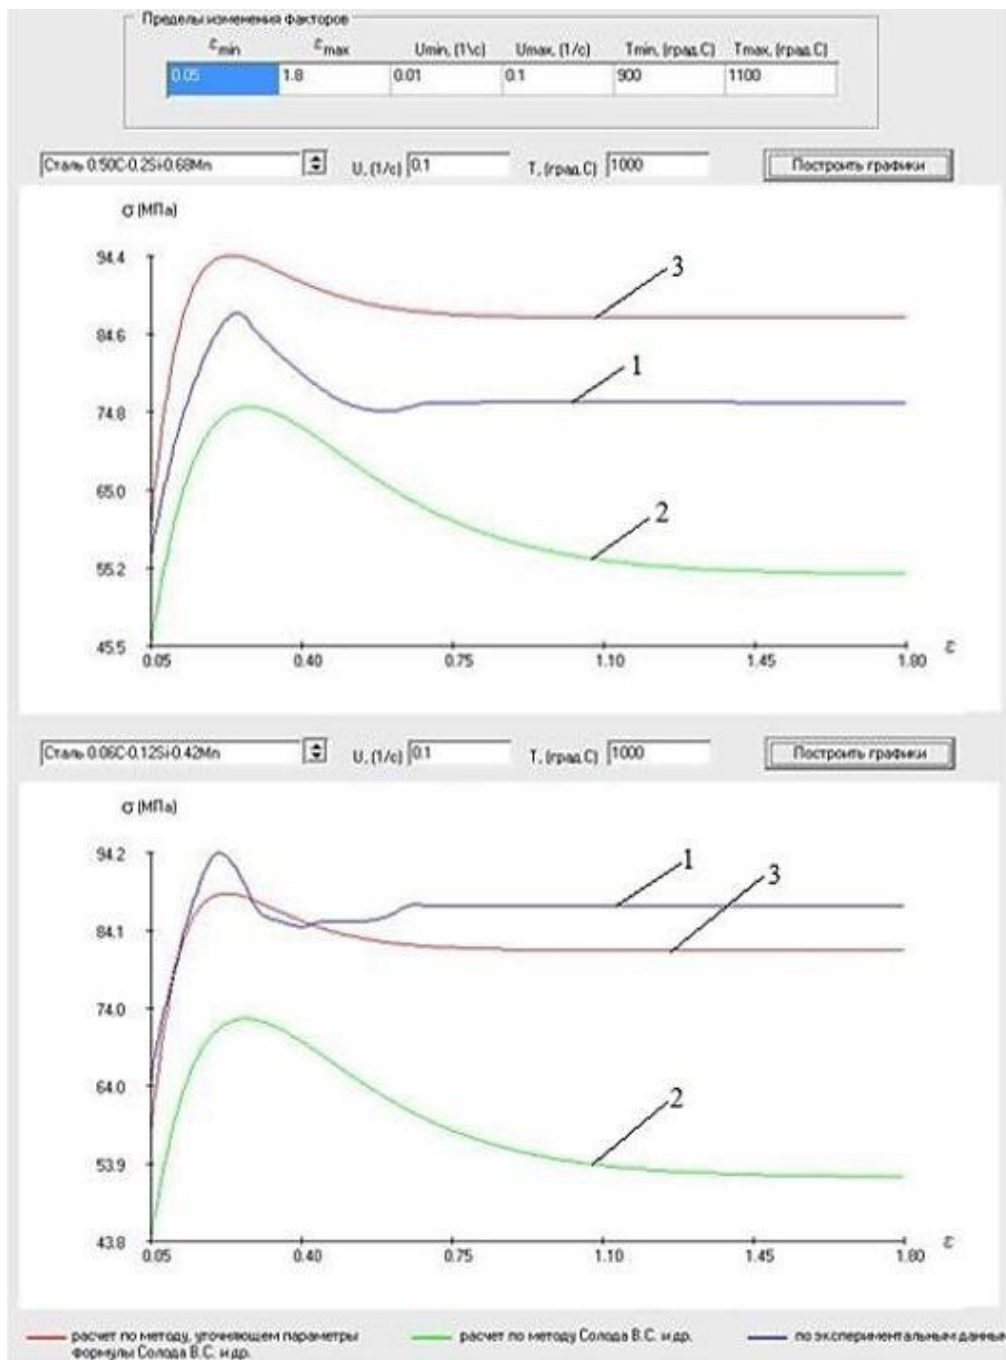 Пределы изменения факторов
εmin εmax Umin, (1\c) Umax, (1/c) Tmin, (град.C) Tmax, (град.C)
0.05 1.8 0.01 0.1 900 1100
Сталь 0.50C-0.2Si-0.68Mn U, (1/c) 0.1 T, (град.C) 1000 Построить графики
σ (МПа)
94.4
3
84.6
1
74.8
65.0
2
55.2
45.5
0.05 0.40 0.75 1.10 1.45 1.80 ε
Сталь 0.06C-0.12Si-0.42Mn U, (1/c) 0.1 T, (град.C) 1000 Построить графики
σ (МПа)
94.2
1
3
84.1
74.0
64.0
2
53.9
43.8
0.05 0.40 0.75 1.10 1.45 1.80 ε
расчет по методу, уточняющем параметры расчет по методу Солода В.С. и др. по экспериментальным данным
формулы Солода В.С. и др.